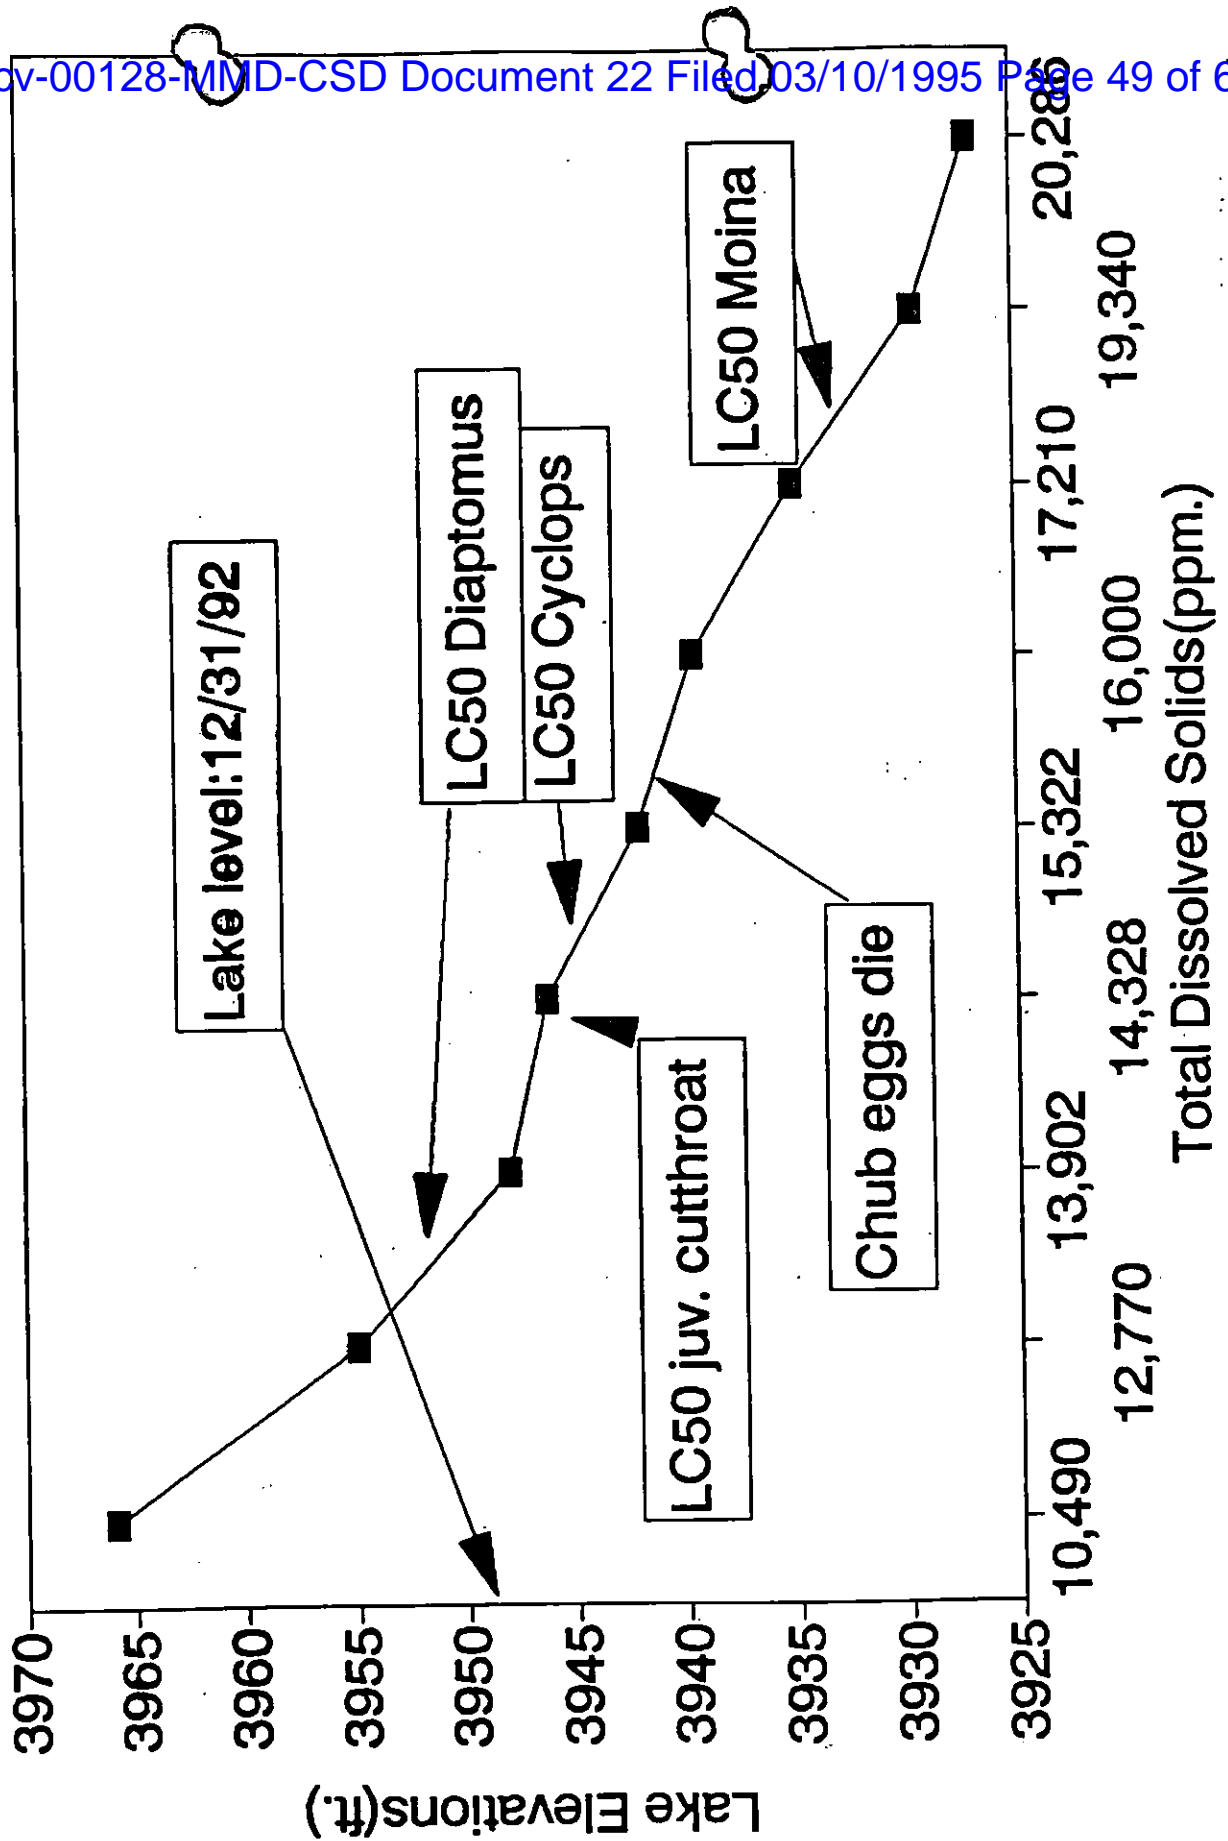 cv-00128-MMD-CSD Document 22 Filed 03/10/1995 Page 49 of 6
Lake Elevations(ft.)
3970
3965
3960
3955
3950
3945
3940
3935
3930
3925
Lake level:12/31/92
LC50 Diaptomus
LC50 Cyclops
LC50 Moina
LC50 juv. cutthroat
Chub eggs die
10,490
12,770
13,902
14,328
15,322
16,000
17,210
19,340
20,286
Total Dissolved Solids(ppm.)